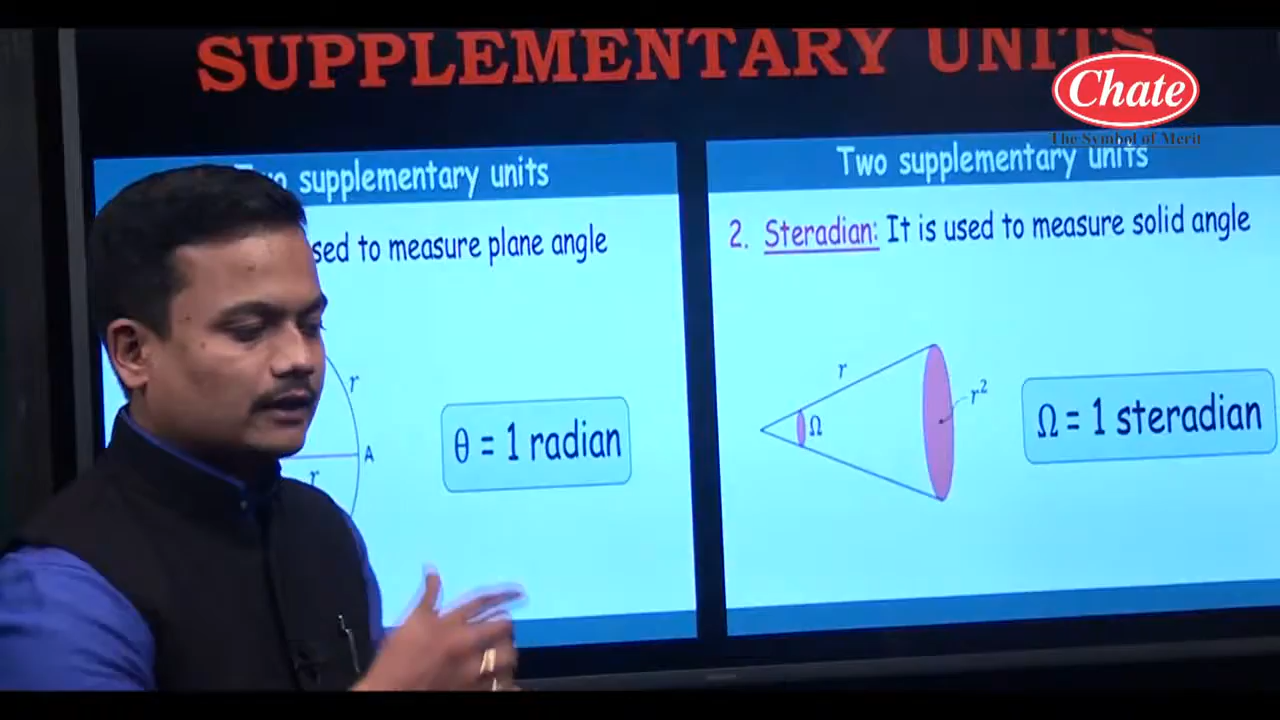 SUPPLEMENTARY UNITS
Chate
The Symbol of Merit
supplementary units
used to measure plane angle
r
A
r
θ = 1 radian
Two supplementary units
2. Steradian: It is used to measure solid angle
r
Ω
r²
Ω = 1 steradian